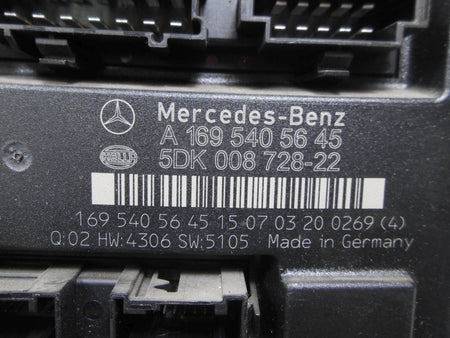 Mercedes-Benz
A 169 540 56 45
HELLA 5DK 008 728-22
169 540 56 45 15 07 03 20 0269 (4)
Q:02 HW:4306 SW:5105 Made in Germany